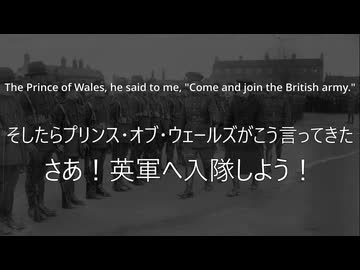 The Prince of Wales, he said to me, "Come and join the British army."
そしたらプリンス・オブ・ウェールズがこう言ってきた
さあ！英軍へ入隊しよう！